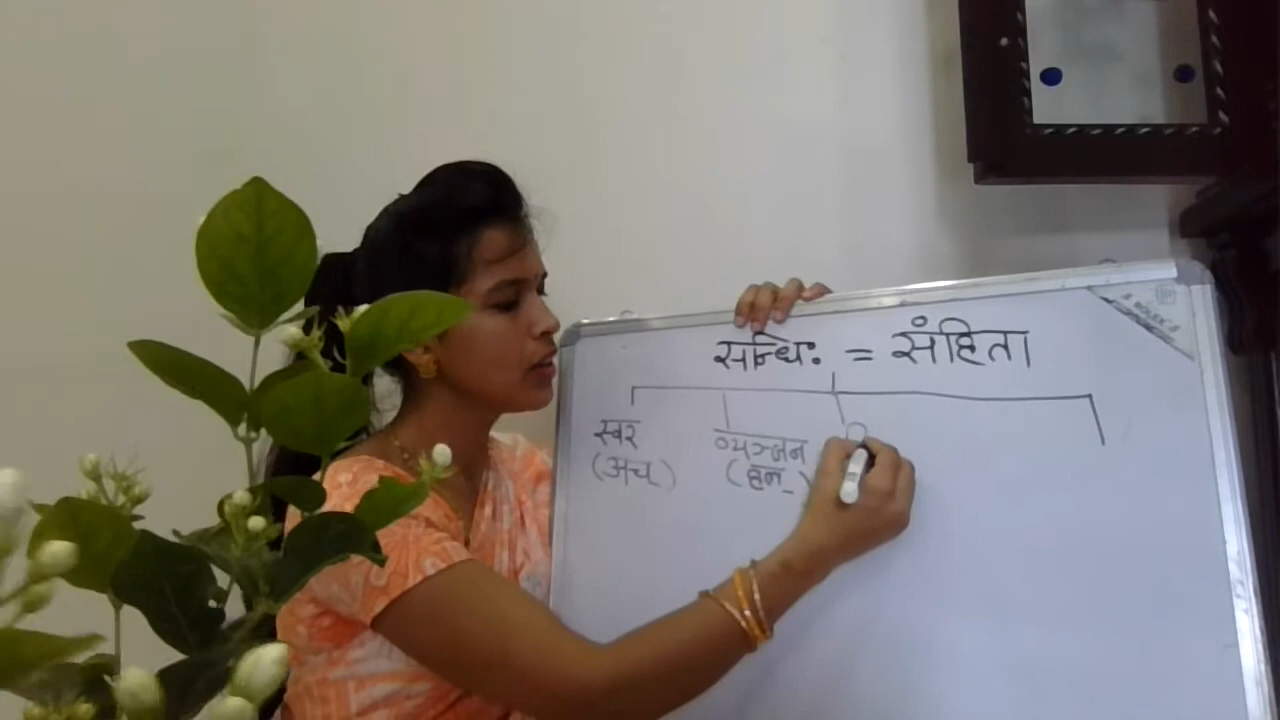 सन्धिः = संहिता
स्वर व्यञ्जन
(अच्) (हल्)